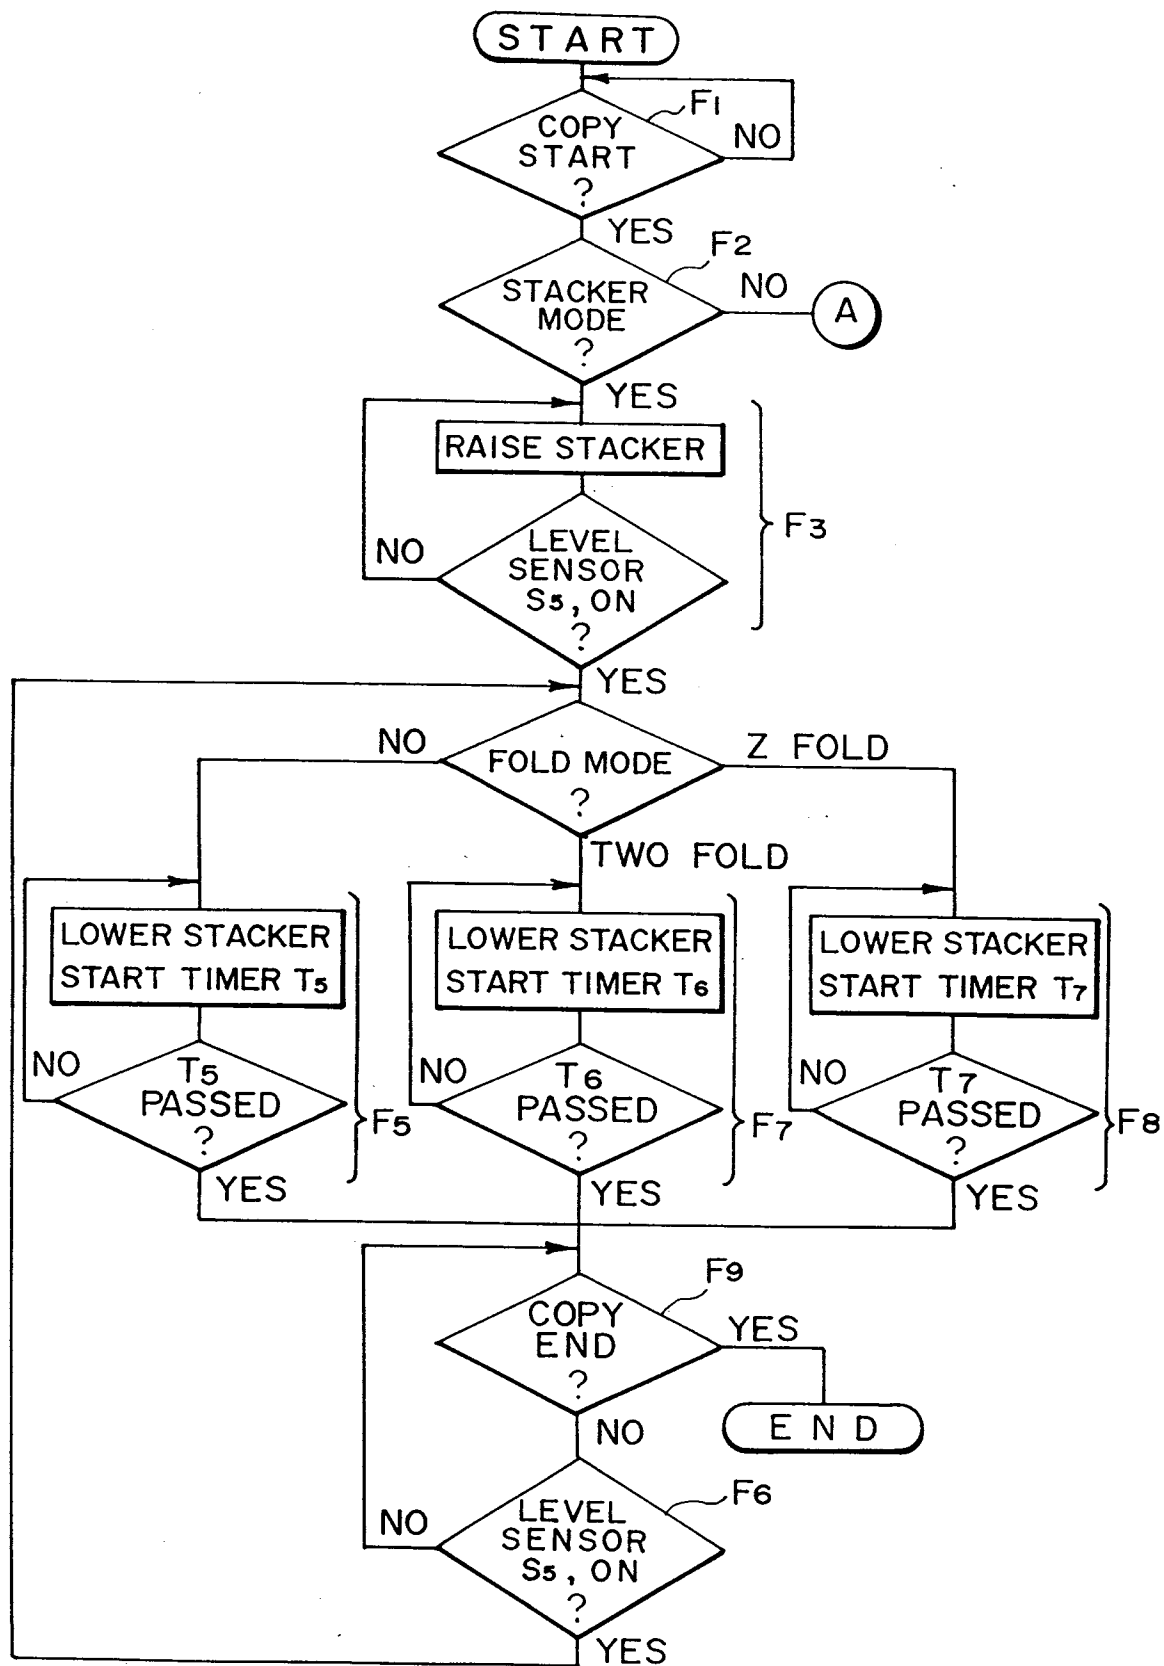 START
F1
COPY
START
?
NO
YES
F2
STACKER
MODE
?
NO
A
YES
RAISE STACKER
F3
NO
LEVEL
SENSOR
S5, ON
?
YES
NO
FOLD MODE
?
Z FOLD
TWO FOLD
LOWER STACKER
START TIMER T5
LOWER STACKER
START TIMER T6
LOWER STACKER
START TIMER T7
NO
T5
PASSED
?
F5
NO
T6
PASSED
?
F7
NO
T7
PASSED
?
F8
YES
YES
YES
F9
COPY
END
?
YES
END
NO
F6
NO
LEVEL
SENSOR
S5, ON
?
YES